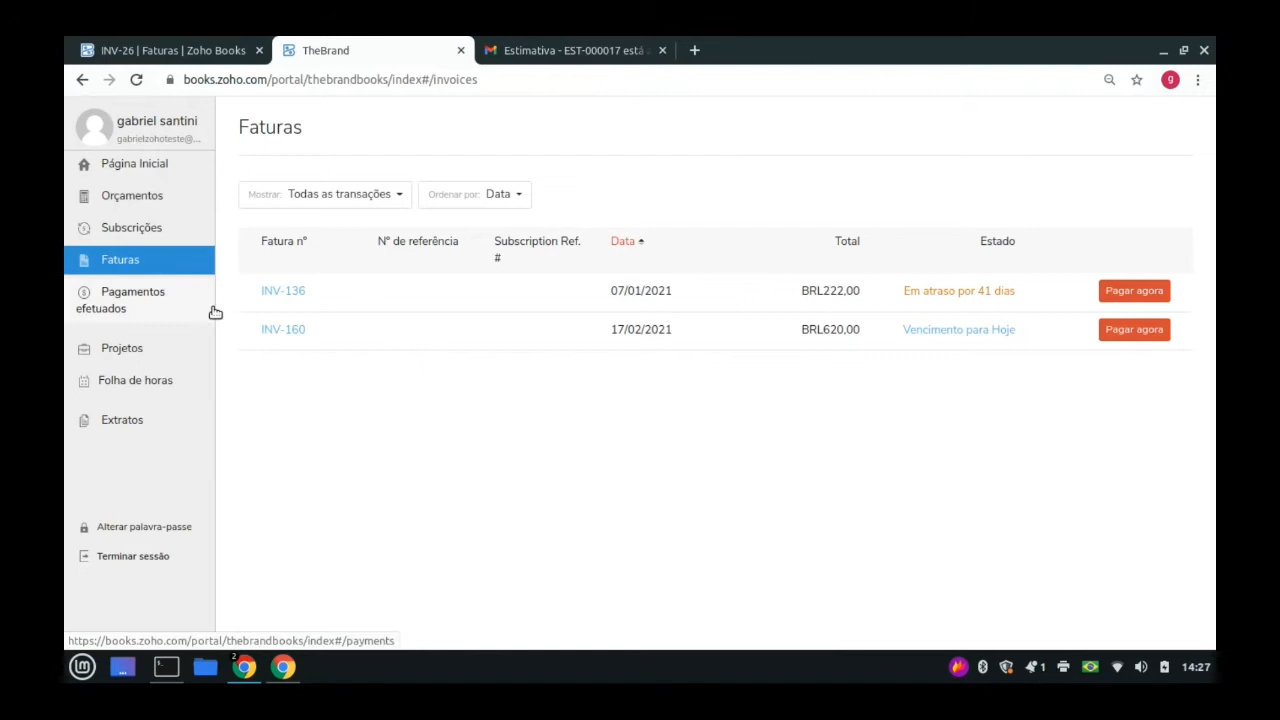 INV-26 | Faturas | Zoho Books
TheBrand
Estimativa - EST-000017 está
books.zoho.com/portal/thebrandbooks/index#/invoices
g
gabriel santini
gabrielzohoteste@...
Página Inicial
Orçamentos
Subscrições
Faturas
Pagamentos
efetuados
Projetos
Folha de horas
Extratos
Alterar palavra-passe
Terminar sessão
Faturas
Mostrar: Todas as transações
Ordenar por: Data
Fatura nº Nº de referência Subscription Ref. Data Total Estado
#
INV-136 07/01/2021 BRL222,00 Em atraso por 41 dias Pagar agora
INV-160 17/02/2021 BRL620,00 Vencimento para Hoje Pagar agora
https://books.zoho.com/portal/thebrandbooks/index#/payments
2
1
14:27